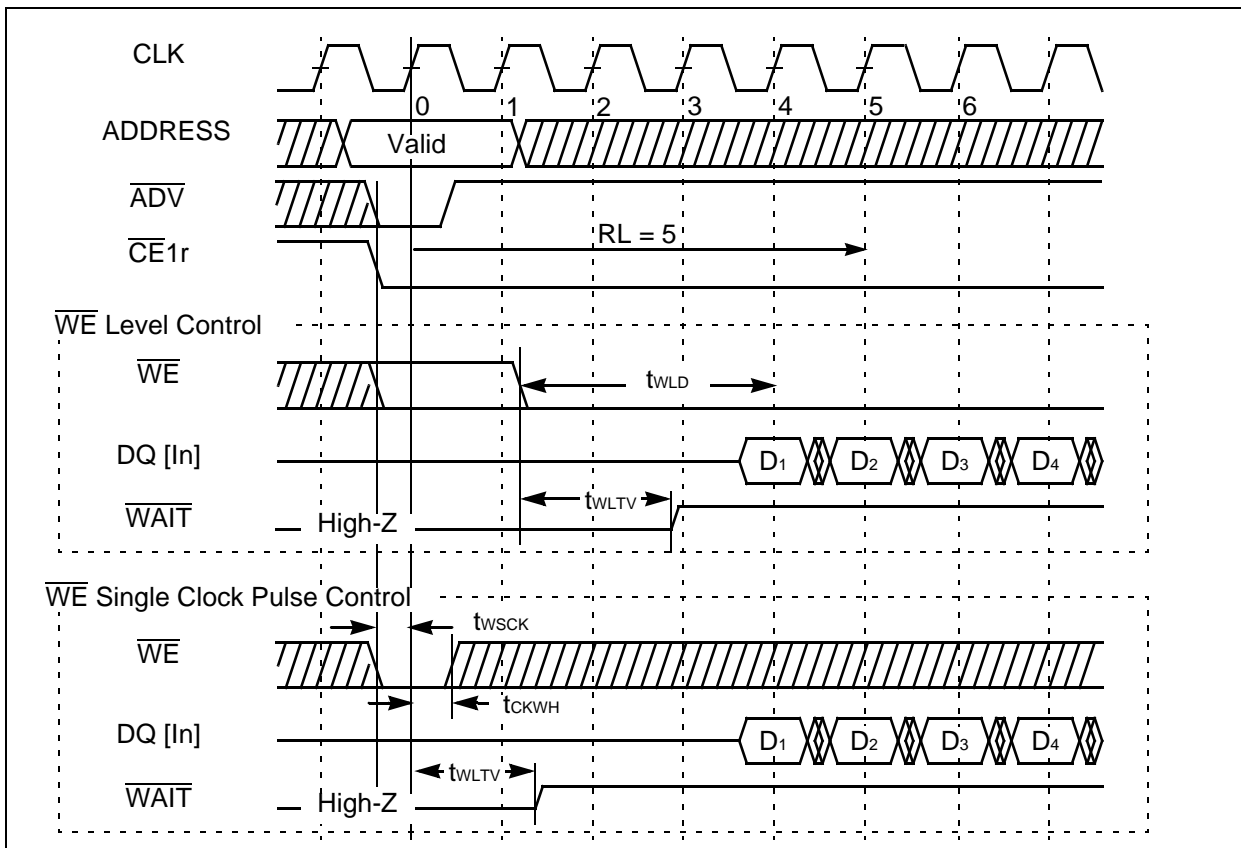 CLK
0 1 2 3 4 5 6
ADDRESS
Valid
ADV
CE1r
RL = 5
WE Level Control
WE
tWLD
DQ [In]
D1 D2 D3 D4
tWLTV
WAIT
High-Z
WE Single Clock Pulse Control
tWSCK
WE
tCKWH
DQ [In]
D1 D2 D3 D4
tWLTV
WAIT
High-Z